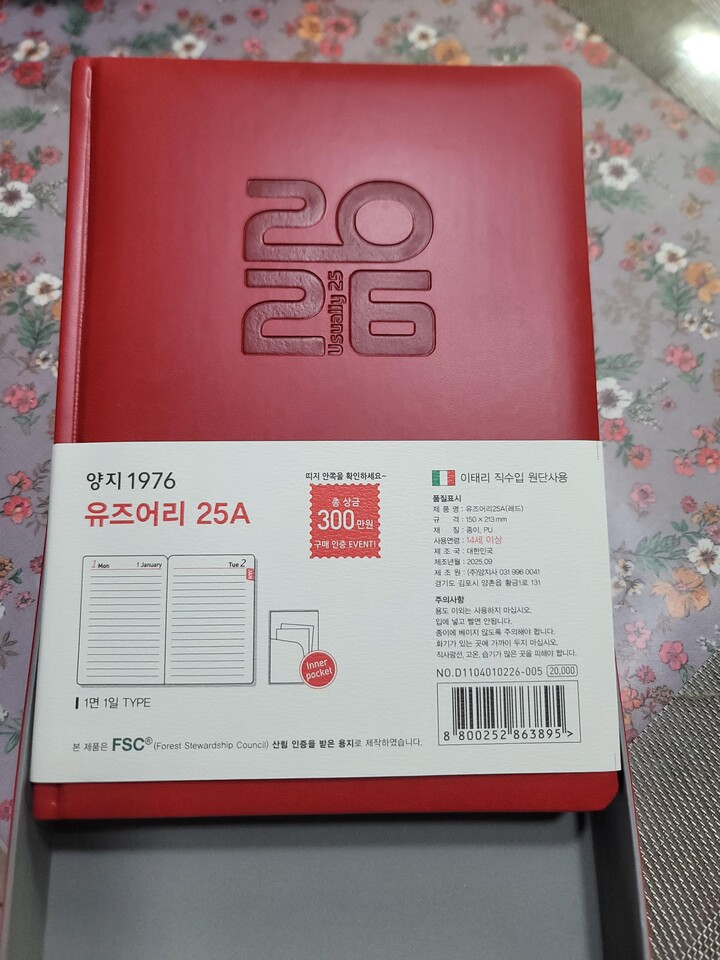 20
26
Usually 25
양지 1976
유즈어리 25A
1 Mon 1 January
Tue 2
JAN
Inner
pocket
1면 1일 TYPE
본 제품은 FSC® (Forest Stewardship Council) 산림 인증을 받은 용지로 제작하였습니다.
띠지 안쪽을 확인하세요~
총 상금
300만원
구매 인증 EVENT!
이태리 직수입 원단사용
품질표시
제 품 명 : 유즈어리25A(레드)
규 격 : 150 × 213 mm
재 질 : 종이, PU
사용연령 : 14세 이상
제 조 국 : 대한민국
제조년월 : 2025.09
제 조 원 : (주)양지사 031 996 0041
경기도 김포시 양촌읍 황금1로 131
주의사항
용도 이외는 사용하지 마십시오.
입에 넣고 빨면 안됩니다.
종이에 베이지 않도록 주의해야 합니다.
화기가 있는 곳에 가까이 두지 마십시오.
직사광선, 고온, 습기가 많은 곳을 피해야 합니다.
NO.D1104010226-005 20,000
8 800252 863895 >